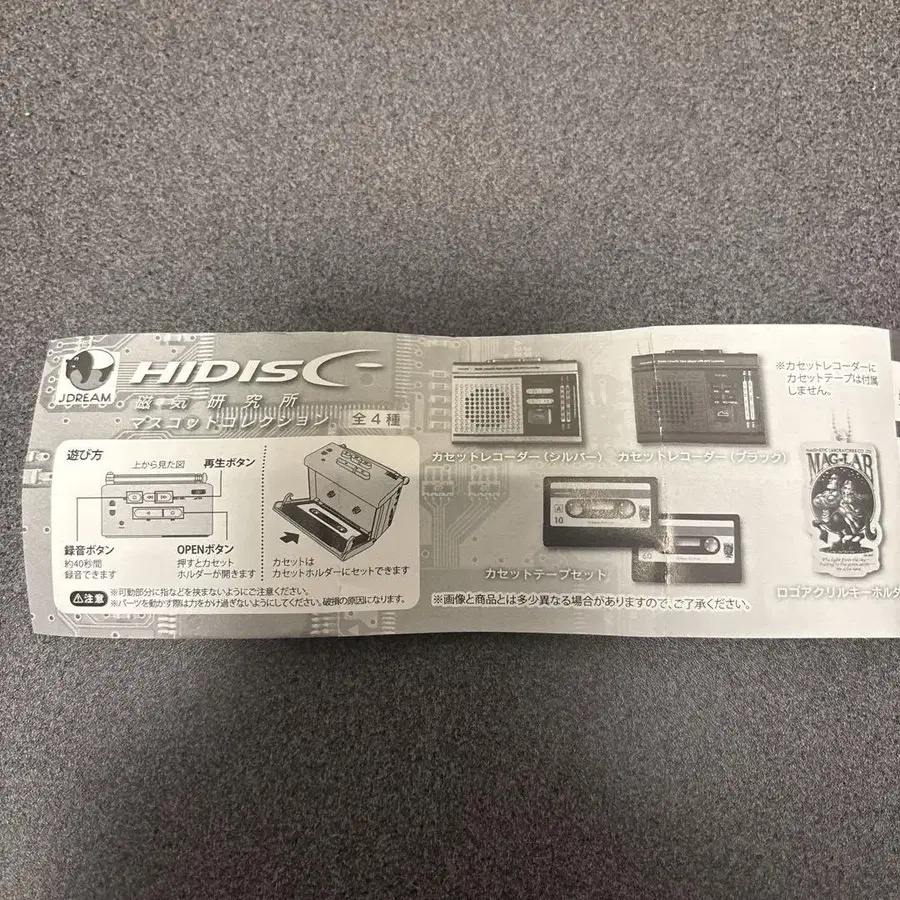 JDREAM
HIDISC
磁気研究所
マスコットコレクション 全4種
遊び方
上から見た図
再生ボタン
録音ボタン
約40秒間
録音できます
OPENボタン
押すとカセット
ホルダーが開きます
カセットは
カセットホルダーにセットできます
注意
※可動部分に指などを挟まないようにご注意ください。
※パーツを動かす際は力をかけ過ぎないようにしてください。破損の原因になります。
カセットレコーダー(シルバー)
カセットレコーダー(ブラック)
※カセットレコーダーに
カセットテープは付属
しません。
A
10
60
カセットテープセット
MAGNETIC LABORATORIES CO. LTD.
MAG-LAB
ロゴアクリルキーホルダ
※画像と商品とは多少異なる場合がありますので、ご了承ください。